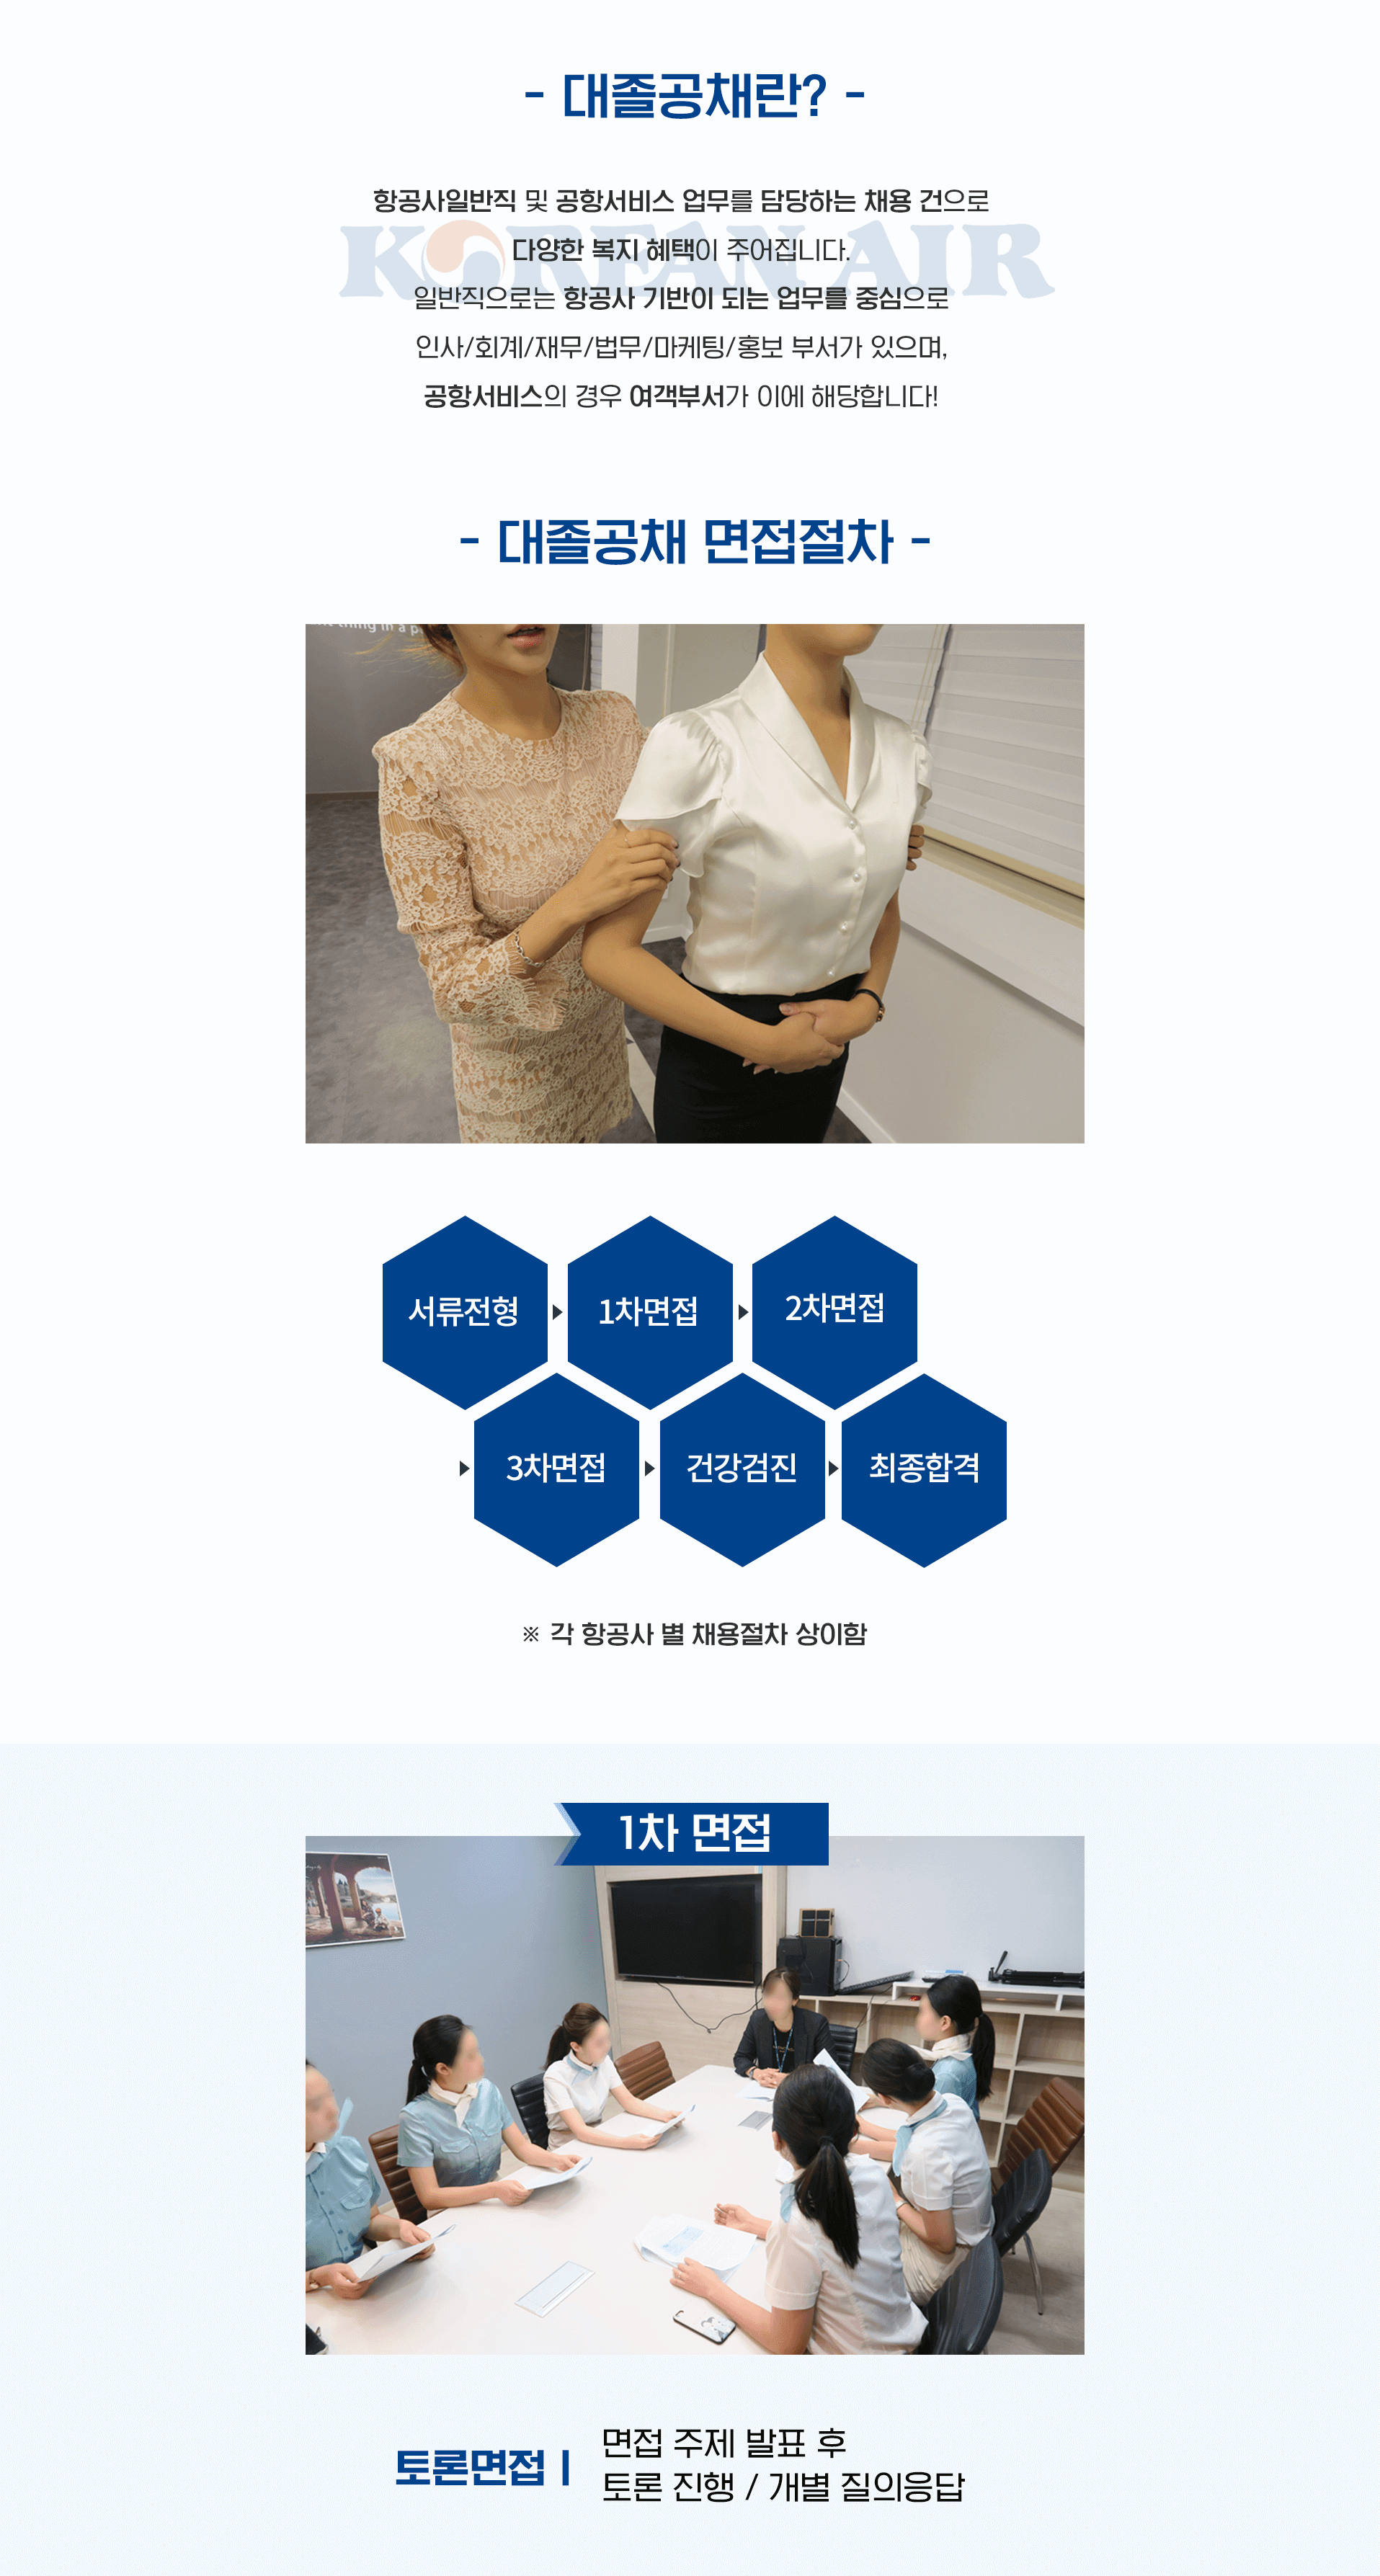 - 대졸공채란? -
항공사일반직 및 공항서비스 업무를 담당하는 채용 건으로
KOREAN AIR
다양한 복지 혜택이 주어집니다.
일반직으로는 항공사 기반이 되는 업무를 중심으로
인사/회계/재무/법무/마케팅/홍보 부서가 있으며,
공항서비스의 경우 여객부서가 이에 해당합니다!
- 대졸공채 면접절차 -
thing in a p
서류전형
1차면접
2차면접
3차면접
건강검진
최종합격
※ 각 항공사 별 채용절차 상이함
1차 면접
토론면접 |
면접 주제 발표 후
토론 진행 / 개별 질의응답